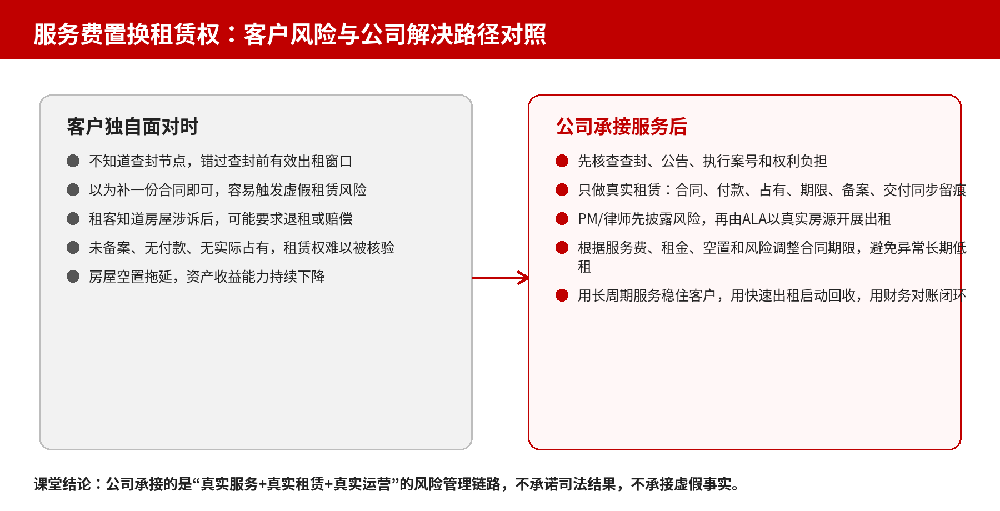 服务费置换租赁权：客户风险与公司解决路径对照
客户独自面对时
不知道查封节点，错过查封前有效出租窗口
以为补一份合同即可，容易触发虚假租赁风险
租客知道房屋涉诉后，可能要求退租或赔偿
未备案、无付款、无实际占有，租赁权难以被核验
房屋空置拖延，资产收益能力持续下降
公司承接服务后
先核查查封、公告、执行案号和权利负担
只做真实租赁：合同、付款、占有、期限、备案、交付同步留痕
PM/律师先披露风险，再由ALA以真实房源开展出租
根据服务费、租金、空置和风险调整合同期限，避免异常长期低
租
用长周期服务稳住客户，用快速出租启动回收，用财务对账闭环
课堂结论：公司承接的是“真实服务+真实租赁+真实运营”的风险管理链路，不承诺司法结果，不承接虚假事实。